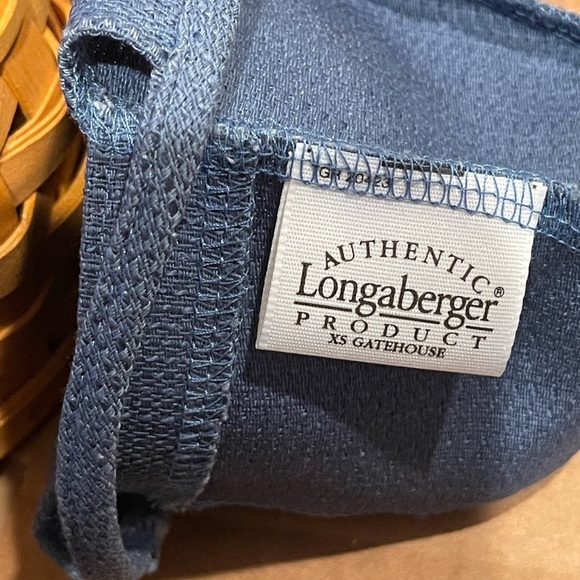 AUTHENTIC
Longaberger®
PRODUCT
XS GATEHOUSE